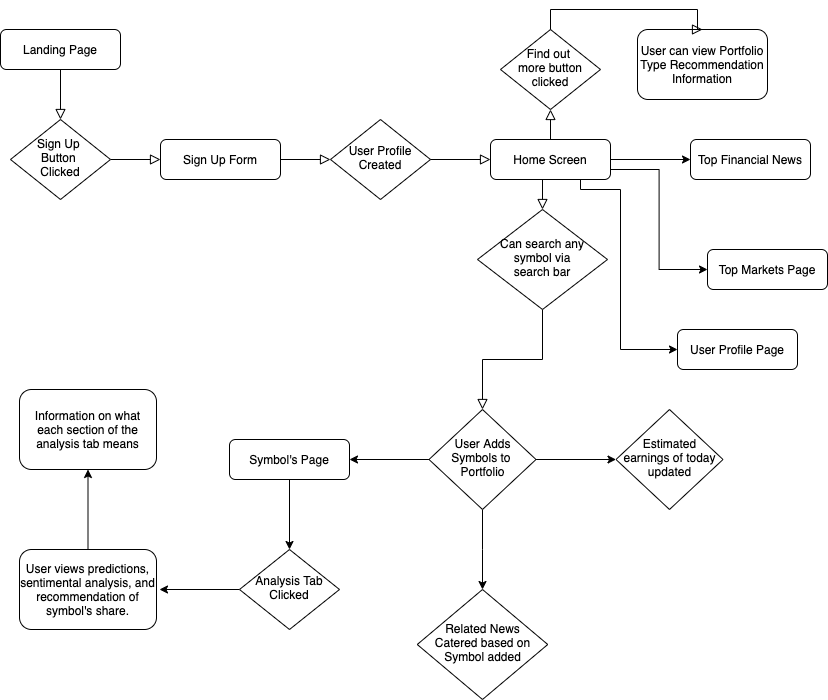 Landing Page
Find out
more button
clicked
User can view Portfolio
Type Recommendation
Information
Sign Up
Button
Clicked
Sign Up Form
User Profile
Created
Home Screen
Top Financial News
Can search any
symbol via
search bar
Top Markets Page
User Profile Page
Information on what
each section of the
analysis tab means
Symbol's Page
User Adds
Symbols to
Portfolio
Estimated
earnings of today
updated
User views predictions,
sentimental analysis, and
recommendation of
symbol's share.
Analysis Tab
Clicked
Related News
Catered based on
Symbol added